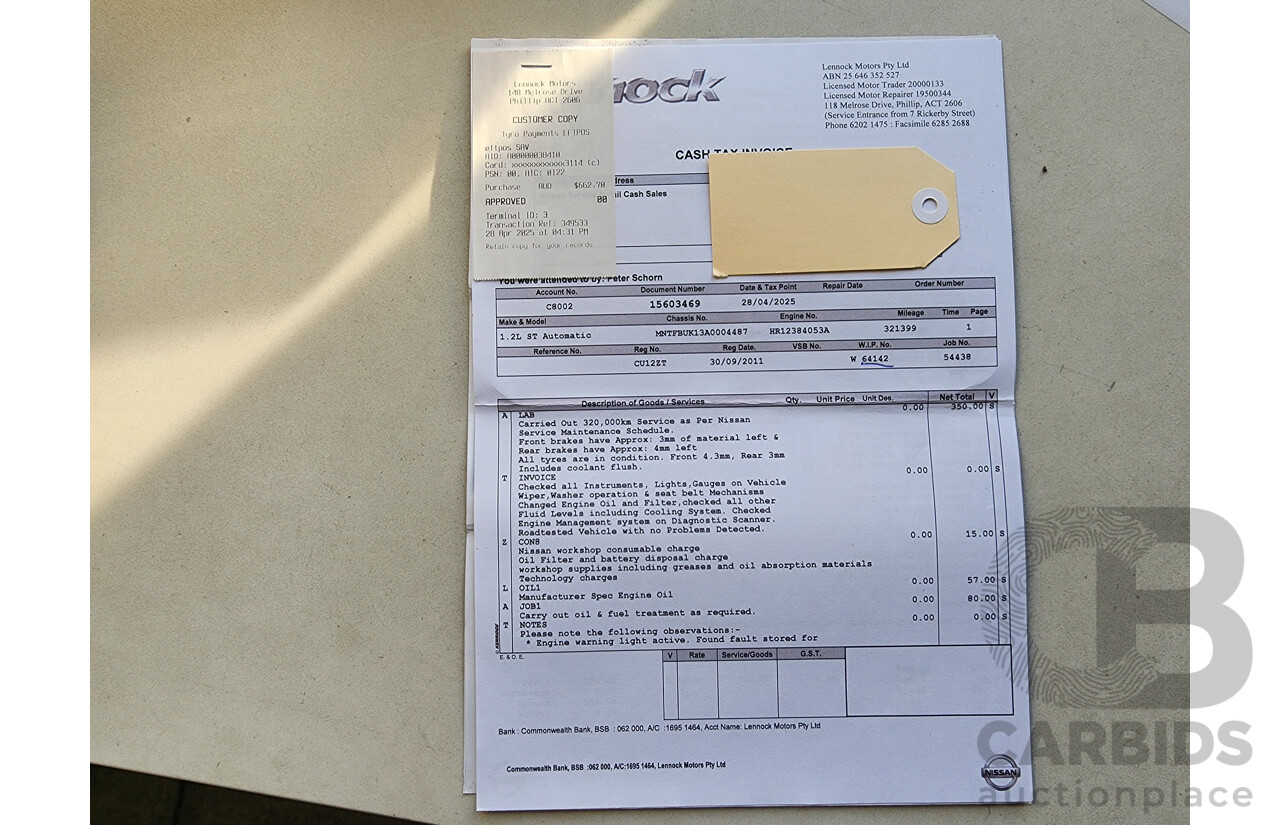 Lennock Motors
148 Melrose Drive
Phillip ACT 2606
CUSTOMER COPY
Tyro Payments EFTPOS
eftpos SAV
AID: A00000038410
Card: xxxxxxxxxxxx3114 (c)
PSN: 00, ATC: 0122
Purchase AUD $662.70
APPROVED 00
Terminal ID: 3
Transaction Ref: 349533
28 Apr 2025 at 04:31 PM
Retain copy for your records
nock
Lennock Motors Pty Ltd
ABN 25 646 352 527
Licensed Motor Trader 20000133
Licensed Motor Repairer 19500344
118 Melrose Drive, Phillip, ACT 2606
(Service Entrance from 7 Rickerby Street)
Phone 6202 1475 : Facsimile 6285 2688
CASH TAX INVOICE
dress
ail Cash Sales
You were attended to by: Peter Schorn
Account No. Document Number Date & Tax Point Repair Date Order Number
C8002 15603469 28/04/2025
Make & Model Chassis No. Engine No. Mileage Time Page
1.2L ST Automatic MNTFBUK13A0004487 HR12384053A 321399 1
Reference No. Reg No. Reg Date. VSB No. W.I.P. No. Job No.
CU12ZT 30/09/2011 W 64142 54438
Description of Goods / Services Qty. Unit Price Unit Des. Net Total V
A LAB 0.00 350.00 S
Carried Out 320,000km Service as Per Nissan
Service Maintenance Schedule.
Front brakes have Approx: 3mm of material left &
Rear brakes have Approx: 4mm left
All tyres are in condition. Front 4.3mm, Rear 3mm
Includes coolant flush.
T INVOICE 0.00 0.00 S
Checked all Instruments, Lights,Gauges on Vehicle
Wiper,Washer operation & seat belt Mechanisms
Changed Engine Oil and Filter,checked all other
Fluid Levels including Cooling System. Checked
Engine Management system on Diagnostic Scanner.
Roadtested Vehicle with no Problems Detected.
Z CON8 0.00 15.00 S
Nissan workshop consumable charge
Oil Filter and battery disposal charge
workshop supplies including greases and oil absorption materials
Technology charges
L OIL1 0.00 57.00 S
Manufacturer Spec Engine Oil
A JOB1 0.00 80.00 S
Carry out oil & fuel treatment as required.
T NOTES 0.00 0.00 S
Please note the following observations:-
* Engine warning light active. Found fault stored for
E. & O. E.
V Rate Service/Goods G.S.T.
Bank : Commonwealth Bank, BSB : 062 000, A/C :1695 1464, Acct Name: Lennock Motors Pty Ltd
Commonwealth Bank, BSB :062 000, A/C:1695 1464, Lennock Motors Pty Ltd
NISSAN
CB
CARBIDS
auctionplace